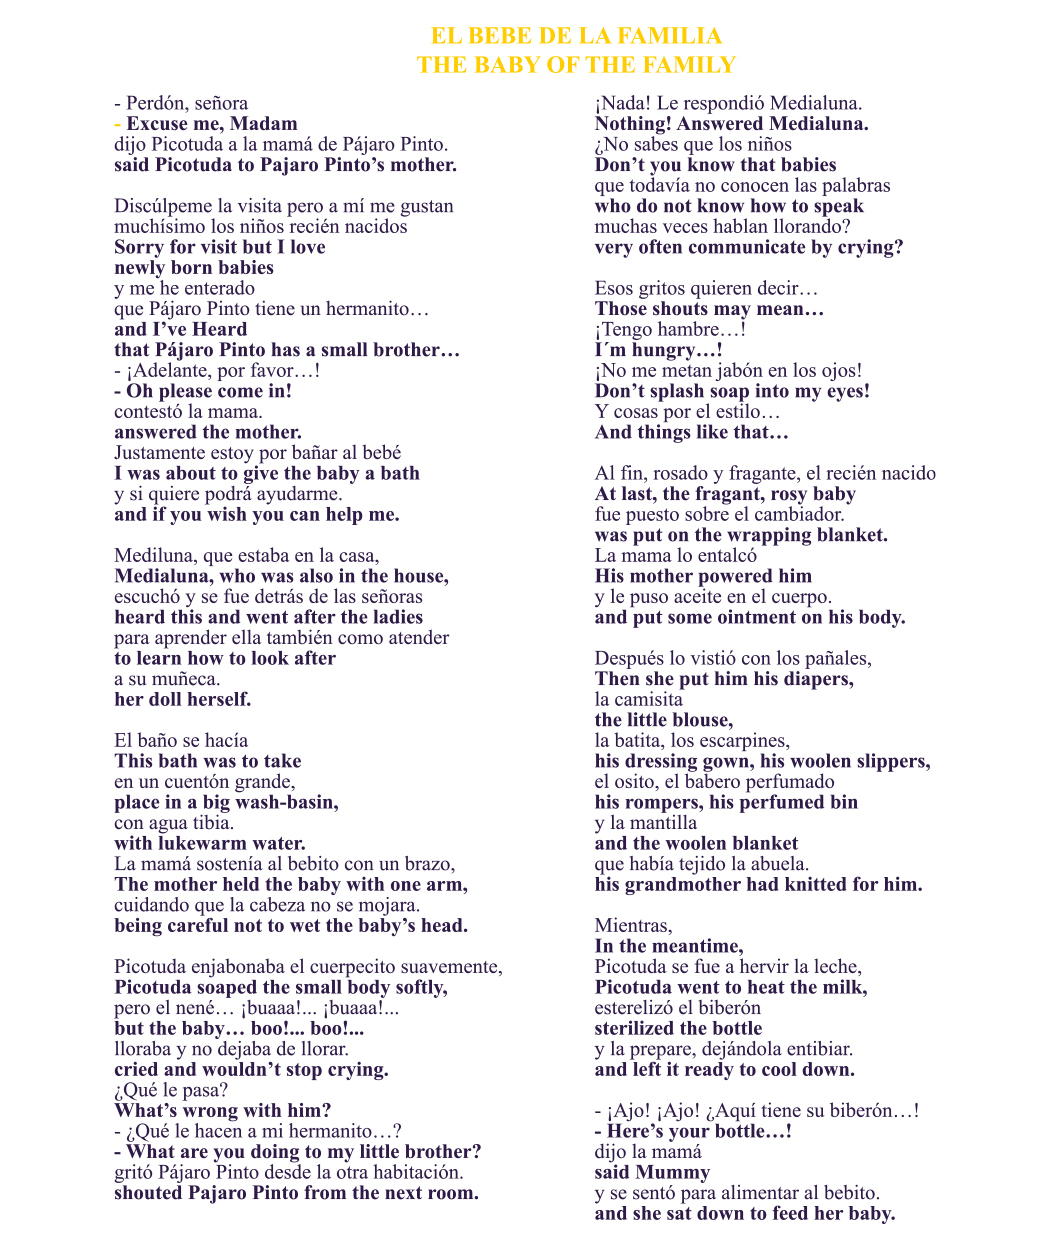 EL BEBE DE LA FAMILIA
THE BABY OF THE FAMILY
- Perdón, señora
- Excuse me, Madam
dijo Picotuda a la mamá de Pájaro Pinto.
said Picotuda to Pajaro Pinto’s mother.
Discúlpeme la visita pero a mí me gustan
muchísimo los niños recién nacidos
Sorry for visit but I love
newly born babies
y me he enterado
que Pájaro Pinto tiene un hermanito…
and I’ve Heard
that Pájaro Pinto has a small brother…
- ¡Adelante, por favor…!
- Oh please come in!
contestó la mama.
answered the mother.
Justamente estoy por bañar al bebé
I was about to give the baby a bath
y si quiere podrá ayudarme.
and if you wish you can help me.
Mediluna, que estaba en la casa,
Medialuna, who was also in the house,
escuchó y se fue detrás de las señoras
heard this and went after the ladies
para aprender ella también como atender
to learn how to look after
a su muñeca.
her doll herself.
El baño se hacía
This bath was to take
en un cuentón grande,
place in a big wash-basin,
con agua tibia.
with lukewarm water.
La mamá sostenía al bebito con un brazo,
The mother held the baby with one arm,
cuidando que la cabeza no se mojara.
being careful not to wet the baby’s head.
Picotuda enjabonaba el cuerpecito suavemente,
Picotuda soaped the small body softly,
pero el nené… ¡buaaa!... ¡buaaa!...
but the baby… boo!... boo!...
lloraba y no dejaba de llorar.
cried and wouldn’t stop crying.
¿Qué le pasa?
What’s wrong with him?
- ¿Qué le hacen a mi hermanito…?
- What are you doing to my little brother?
gritó Pájaro Pinto desde la otra habitación.
shouted Pajaro Pinto from the next room.
¡Nada! Le respondió Medialuna.
Nothing! Answered Medialuna.
¿No sabes que los niños
Don’t you know that babies
que todavía no conocen las palabras
who do not know how to speak
muchas veces hablan llorando?
very often communicate by crying?
Esos gritos quieren decir…
Those shouts may mean…
¡Tengo hambre…!
I´m hungry…!
¡No me metan jabón en los ojos!
Don’t splash soap into my eyes!
Y cosas por el estilo…
And things like that…
Al fin, rosado y fragante, el recién nacido
At last, the fragant, rosy baby
fue puesto sobre el cambiador.
was put on the wrapping blanket.
La mama lo entalcó
His mother powered him
y le puso aceite en el cuerpo.
and put some ointment on his body.
Después lo vistió con los pañales,
Then she put him his diapers,
la camisita
the little blouse,
la batita, los escarpines,
his dressing gown, his woolen slippers,
el osito, el babero perfumado
his rompers, his perfumed bin
y la mantilla
and the woolen blanket
que había tejido la abuela.
his grandmother had knitted for him.
Mientras,
In the meantime,
Picotuda se fue a hervir la leche,
Picotuda went to heat the milk,
esterelizó el biberón
sterilized the bottle
y la prepare, dejándola entibiar.
and left it ready to cool down.
- ¡Ajo! ¡Ajo! ¿Aquí tiene su biberón…!
- Here’s your bottle…!
dijo la mamá
said Mummy
y se sentó para alimentar al bebito.
and she sat down to feed her baby.